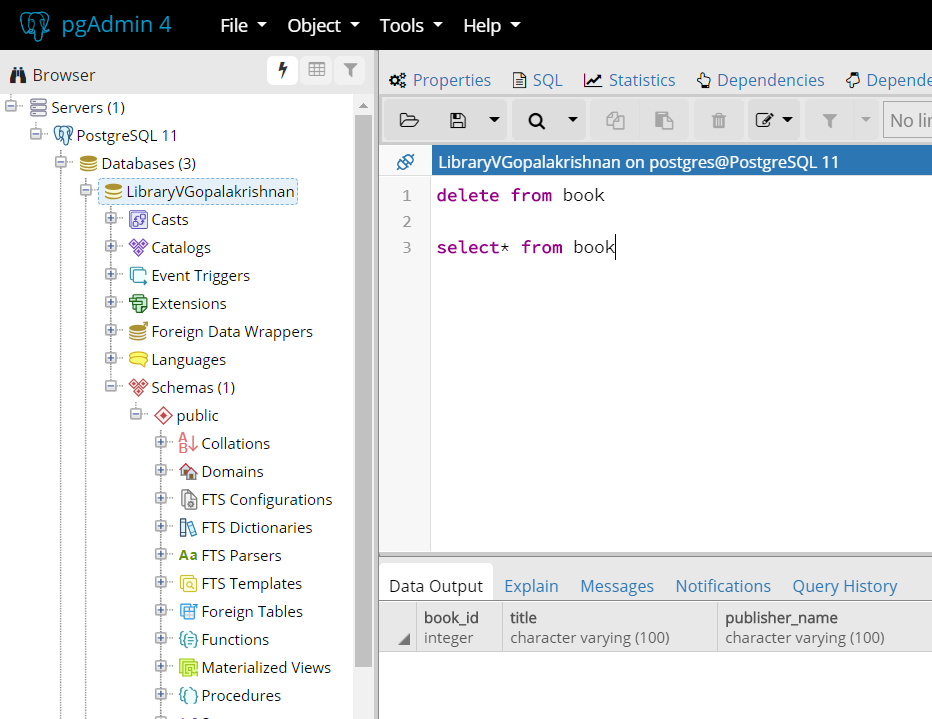 pgAdmin 4 File Object Tools Help
Browser
Servers (1)
PostgreSQL 11
Databases (3)
LibraryVGopalakrishnan
Casts
Catalogs
Event Triggers
Extensions
Foreign Data Wrappers
Languages
Schemas (1)
public
Collations
Domains
FTS Configurations
FTS Dictionaries
Aa FTS Parsers
FTS Templates
Foreign Tables
Functions
Materialized Views
Procedures
Properties SQL Statistics Dependencies Depende
No li
LibraryVGopalakrishnan on postgres@PostgreSQL 11
1 delete from book
2
3 select* from book
Data Output Explain Messages Notifications Query History
book_id title publisher_name
integer character varying (100) character varying (100)